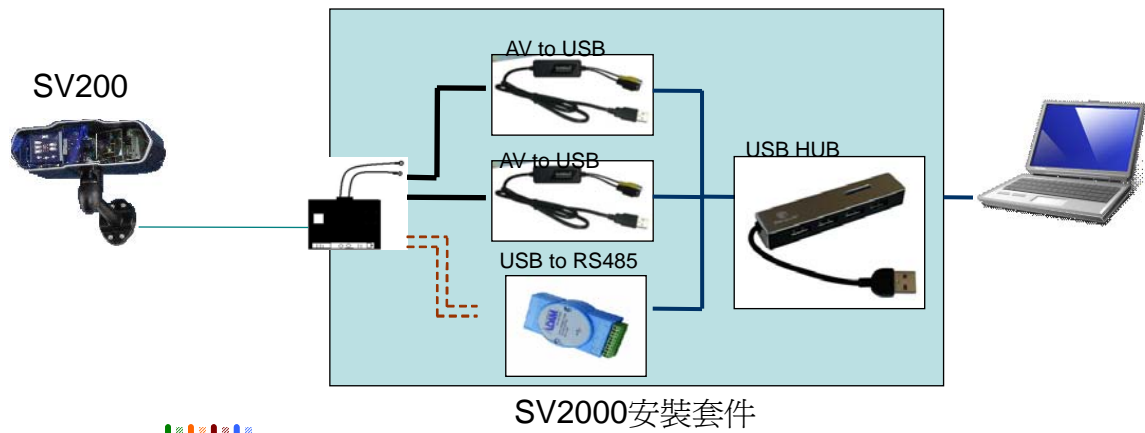 AV to USB
SV200
AV to USB
USB HUB
USB to RS485
ADAM
SV2000安裝套件